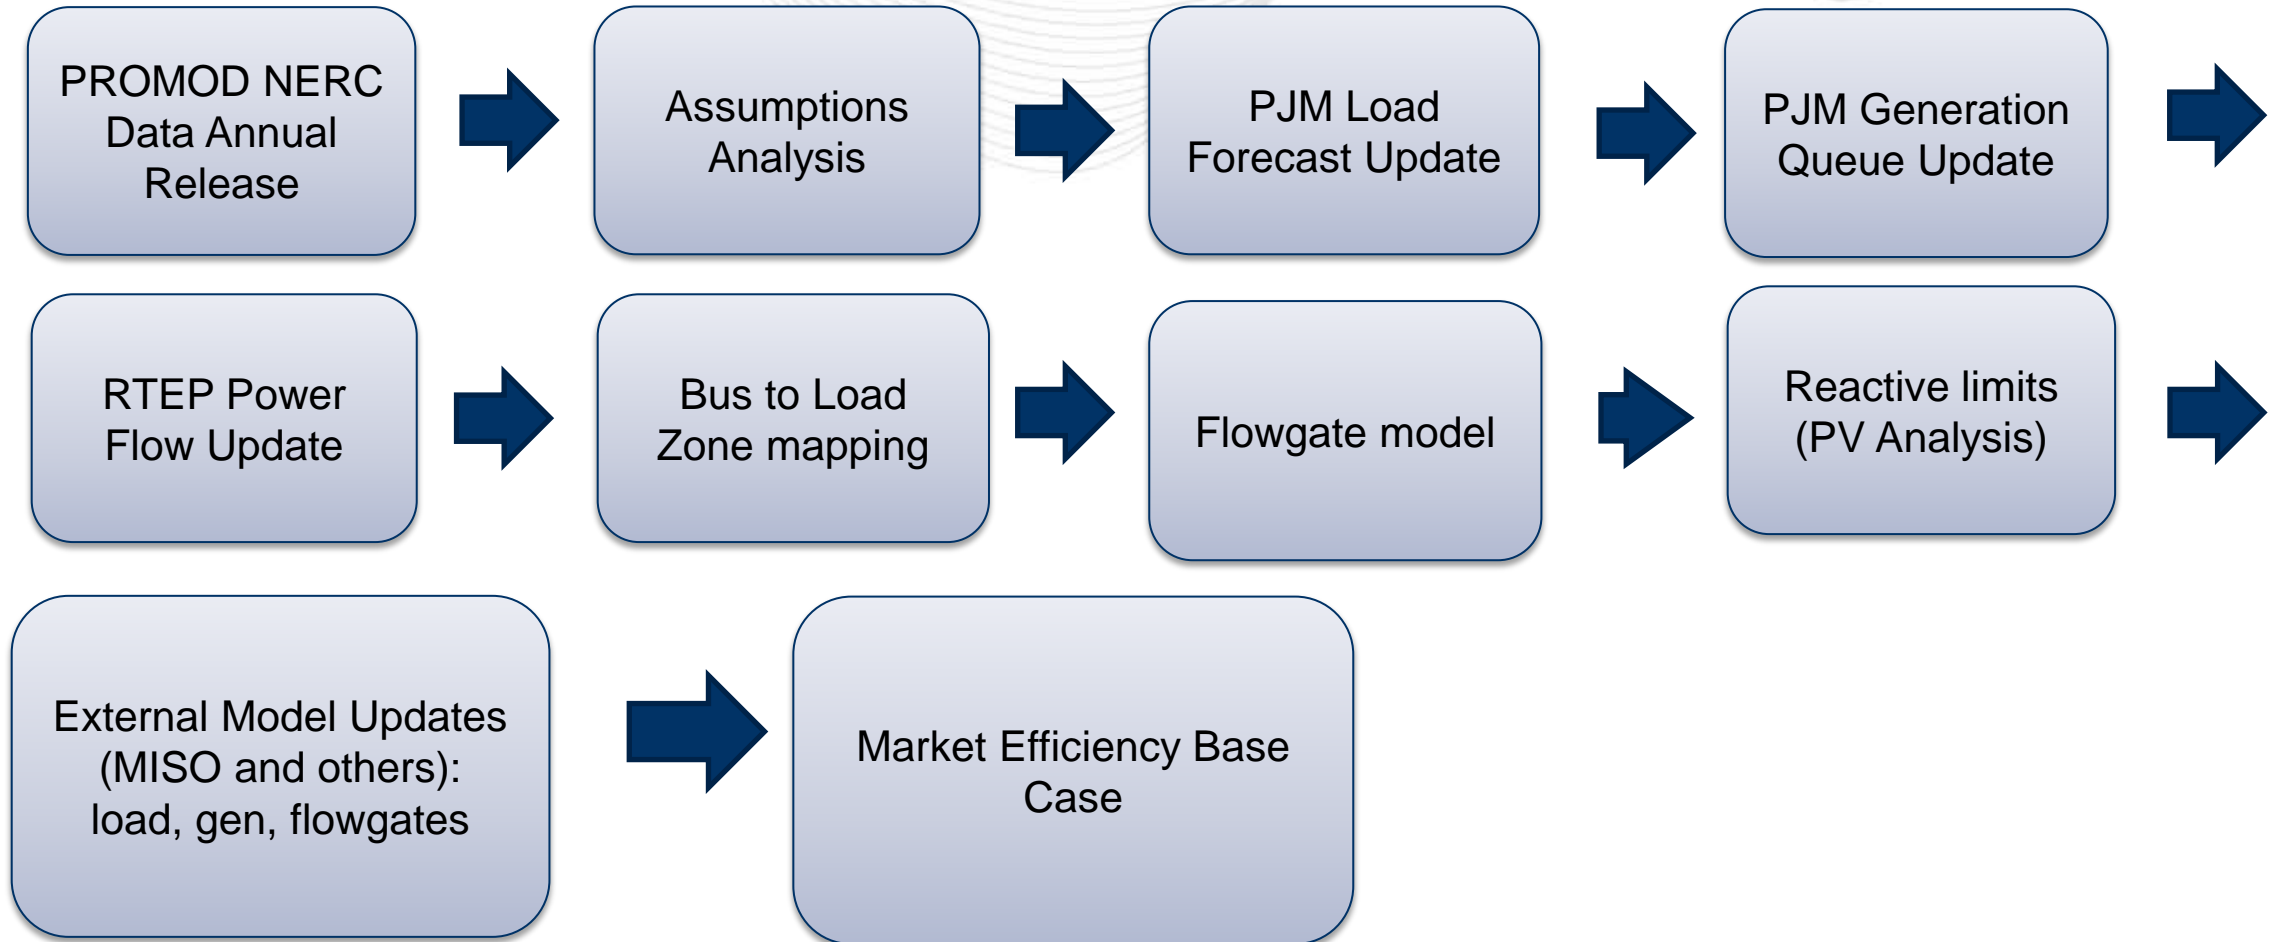 PROMOD NERC
Data Annual
Release
Assumptions
Analysis
PJM Load
Forecast Update
PJM Generation
Queue Update
RTEP Power
Flow Update
Bus to Load
Zone mapping
Flowgate model
Reactive limits
(PV Analysis)
External Model Updates
(MISO and others):
load, gen, flowgates
Market Efficiency Base
Case